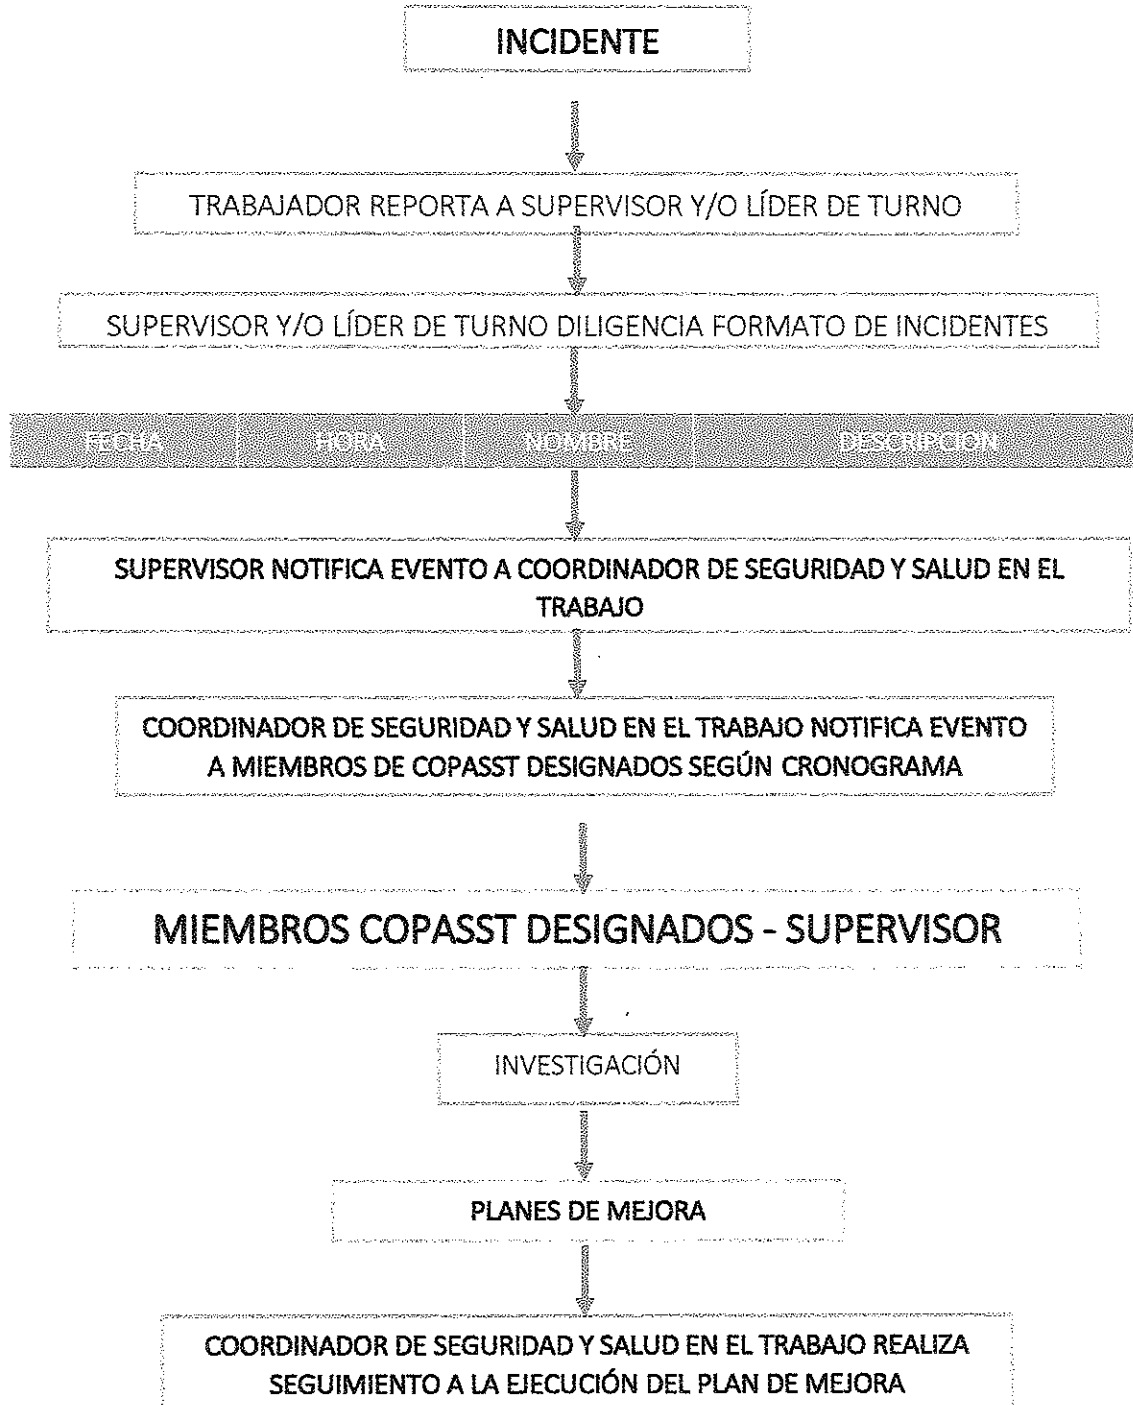 INCIDENTE
TRABAJADOR REPORTA A SUPERVISOR Y/O LÍDER DE TURNO
SUPERVISOR Y/O LÍDER DE TURNO DILIGENCIA FORMATO DE INCIDENTES
FECHA HORA NOMBRE DESCRIPCION
SUPERVISOR NOTIFICA EVENTO A COORDINADOR DE SEGURIDAD Y SALUD EN EL
TRABAJO
COORDINADOR DE SEGURIDAD Y SALUD EN EL TRABAJO NOTIFICA EVENTO
A MIEMBROS DE COPASST DESIGNADOS SEGÚN CRONOGRAMA
MIEMBROS COPASST DESIGNADOS - SUPERVISOR
INVESTIGACIÓN
PLANES DE MEJORA
COORDINADOR DE SEGURIDAD Y SALUD EN EL TRABAJO REALIZA
SEGUIMIENTO A LA EJECUCIÓN DEL PLAN DE MEJORA